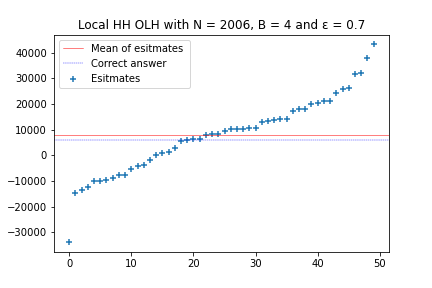 Local HH OLH with N = 2006, B = 4 and ε = 0.7
Mean of esitmates
Correct answer
Esitmates
40000
30000
20000
10000
0
−10000
−20000
−30000
0 10 20 30 40 50